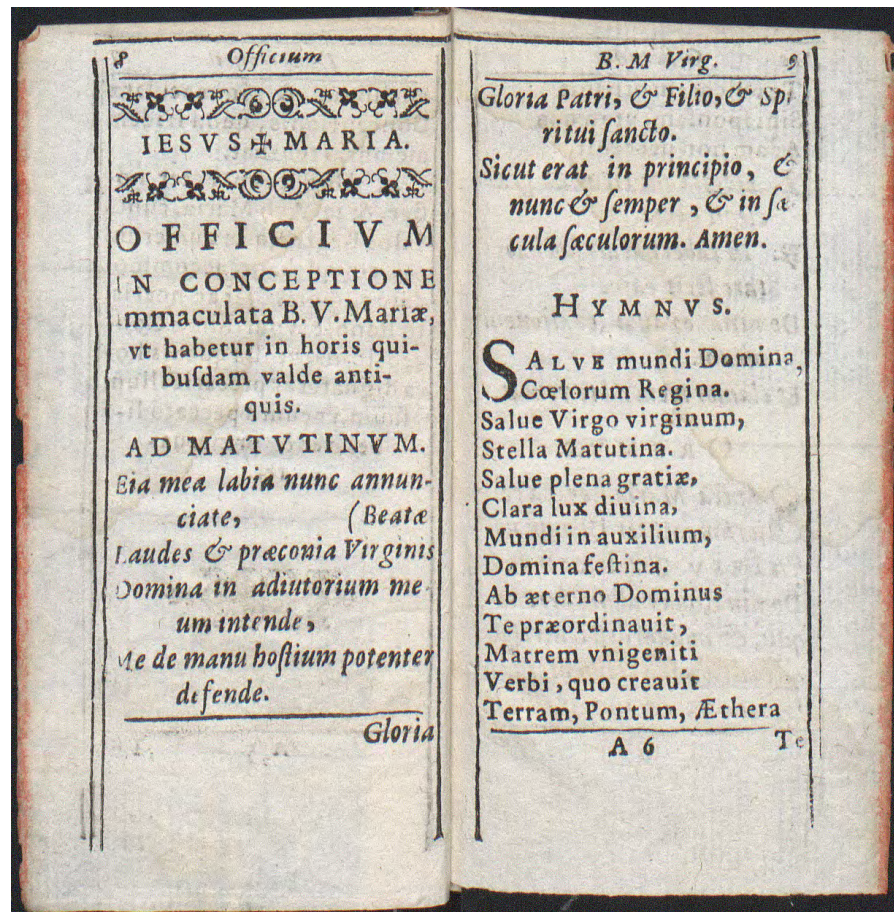 8 Officium
IESVS ✠ MARIA.
OFFICIVM
IN CONCEPTIONE
immaculata B. V. Mariæ,
vt habetur in horis qui-
buſdam valde anti-
quis.
AD MATVTINVM.
Eia mea labia nunc annun-
ciate, (Beatæ
Laudes & præconia Virginis
Domina in adiutorium me-
um intende,
Me de manu hoſtium potenter
defende.
Gloria
B. M Virg. 9
Gloria Patri, & Filio, & Spi
ritui ſancto.
Sicut erat in principio, &
nunc & ſemper, & in ſæ
cula ſæculorum. Amen.
HYMNVS.
SALVE mundi Domina,
Cœlorum Regina.
Salue Virgo virginum,
Stella Matutina.
Salue plena gratiæ,
Clara lux diuina,
Mundi in auxilium,
Domina feſtina.
Ab æterno Dominus
Te præordinauit,
Matrem vnigeniti
Verbi, quo creauit
Terram, Pontum, Æthera
A 6 Te